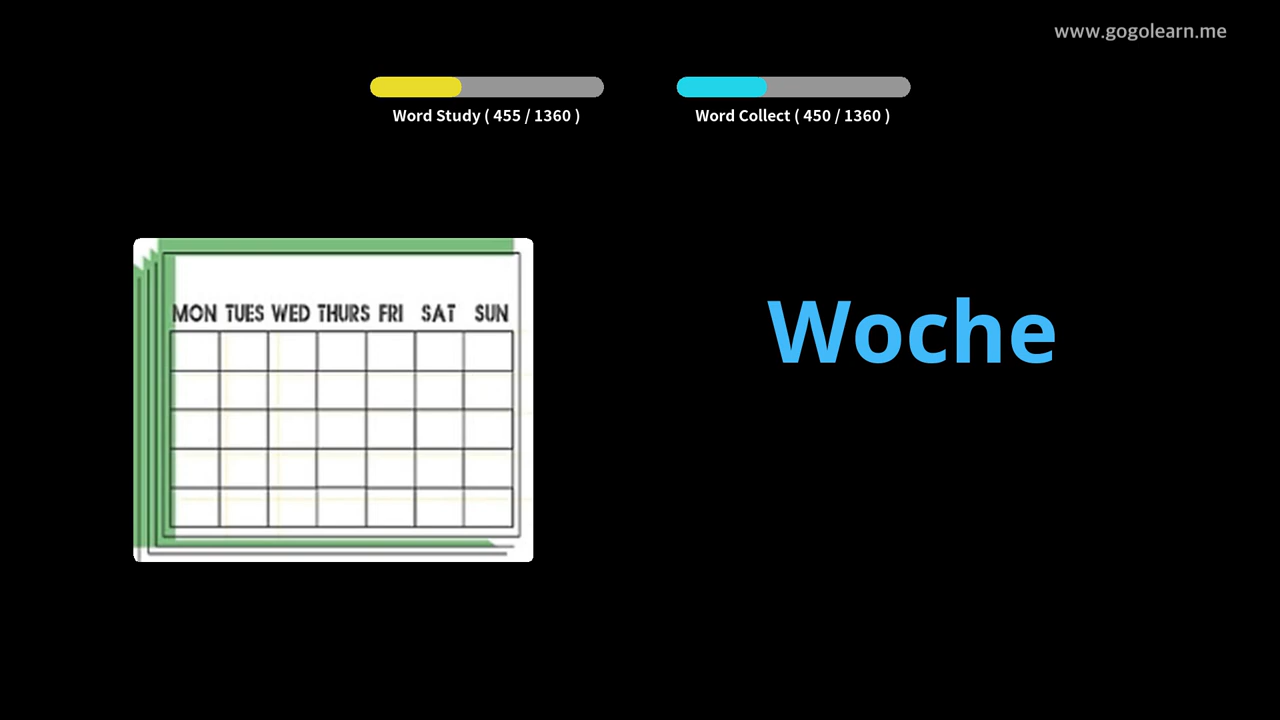 www.gogolearn.me
Word Study ( 455 / 1360 )
Word Collect ( 450 / 1360 )
MON TUES WED THURS FRI SAT SUN
Woche